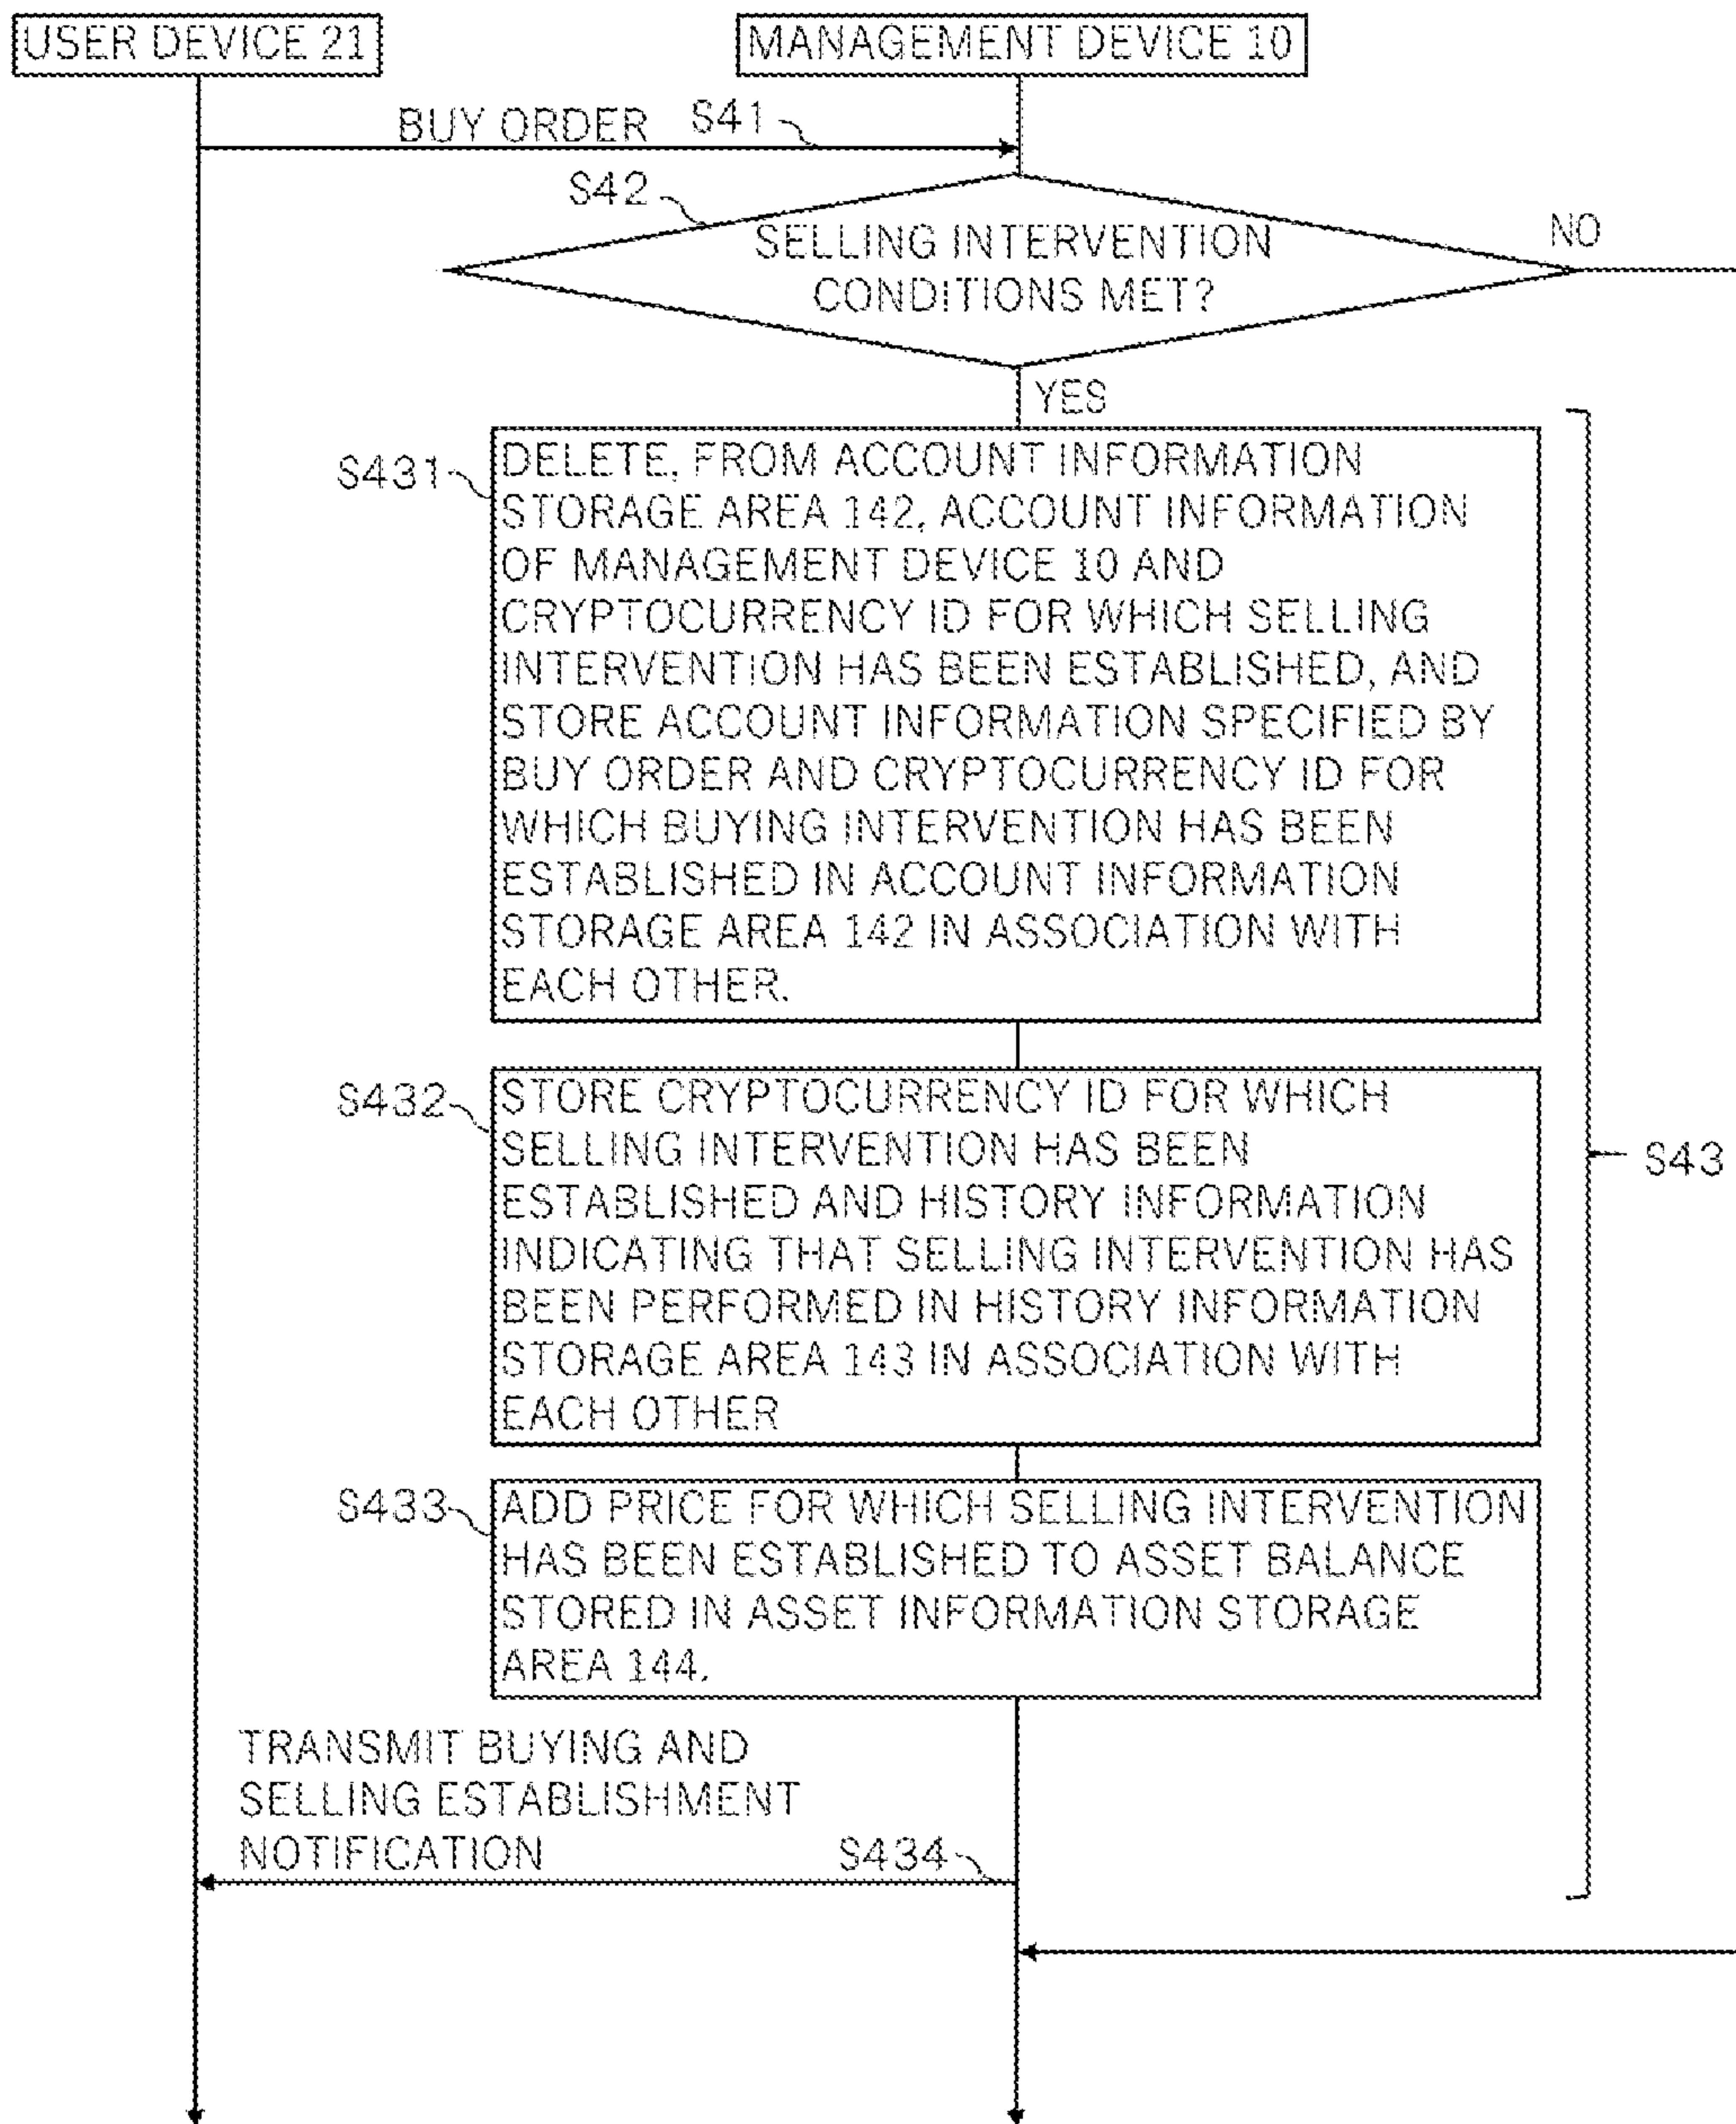 USER DEVICE 21
MANAGEMENT DEVICE 10
BUY ORDER
S41
S42
SELLING INTERVENTION
CONDITIONS MET?
NO
YES
S431
DELETE, FROM ACCOUNT INFORMATION
STORAGE AREA 142, ACCOUNT INFORMATION
OF MANAGEMENT DEVICE 10 AND
CRYPTOCURRENCY ID FOR WHICH SELLING
INTERVENTION HAS BEEN ESTABLISHED, AND
STORE ACCOUNT INFORMATION SPECIFIED BY
BUY ORDER AND CRYPTOCURRENCY ID FOR
WHICH BUYING INTERVENTION HAS BEEN
ESTABLISHED IN ACCOUNT INFORMATION
STORAGE AREA 142 IN ASSOCIATION WITH
EACH OTHER.
S432
STORE CRYPTOCURRENCY ID FOR WHICH
SELLING INTERVENTION HAS BEEN
ESTABLISHED AND HISTORY INFORMATION
INDICATING THAT SELLING INTERVENTION HAS
BEEN PERFORMED IN HISTORY INFORMATION
STORAGE AREA 143 IN ASSOCIATION WITH
EACH OTHER
S43
S433
ADD PRICE FOR WHICH SELLING INTERVENTION
HAS BEEN ESTABLISHED TO ASSET BALANCE
STORED IN ASSET INFORMATION STORAGE
AREA 144.
TRANSMIT BUYING AND
SELLING ESTABLISHMENT
NOTIFICATION
S434